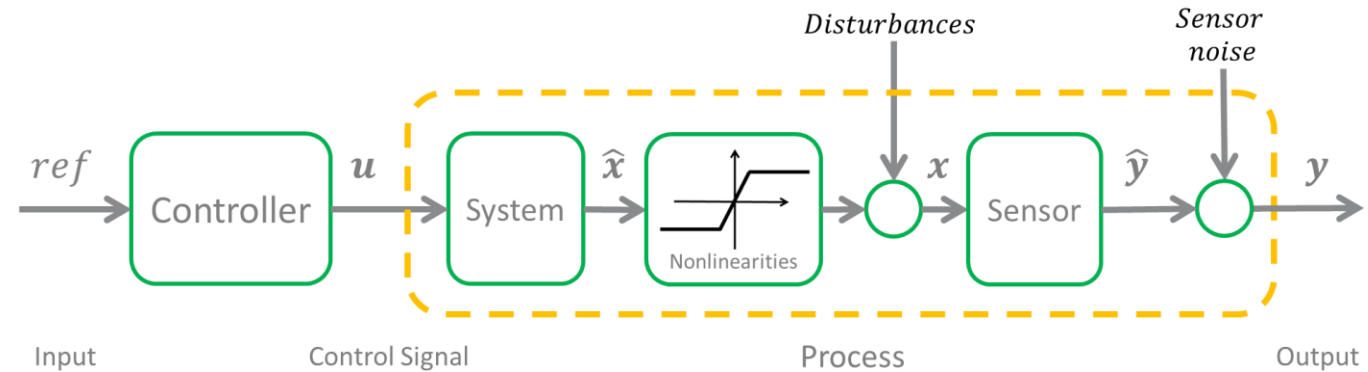 Disturbances
Sensor
noise
ref
Controller
u
System
x̂
Nonlinearities
x
Sensor
ŷ
y
Input
Control Signal
Process
Output